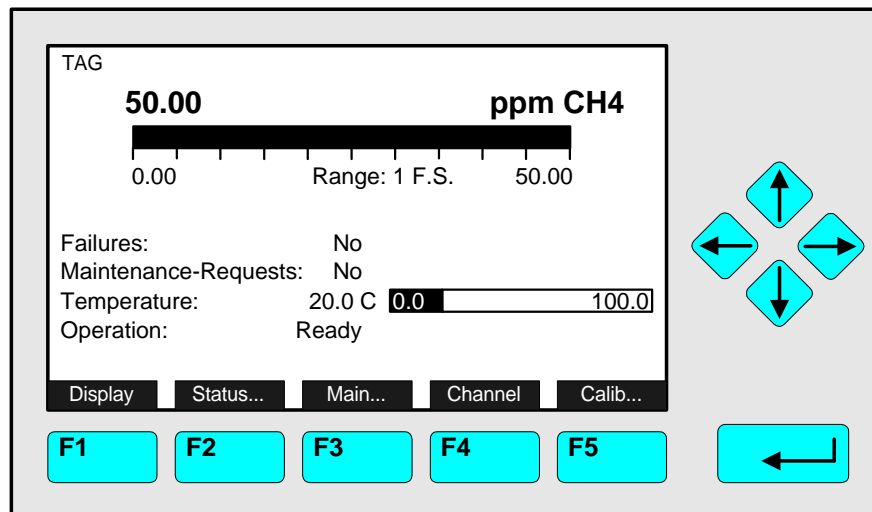 TAG
50.00 ppm CH4
0.00 Range: 1 F.S. 50.00
Failures: No
Maintenance-Requests: No
Temperature: 20.0 C 0.0 100.0
Operation: Ready
Display Status... Main... Channel Calib...
F1 F2 F3 F4 F5